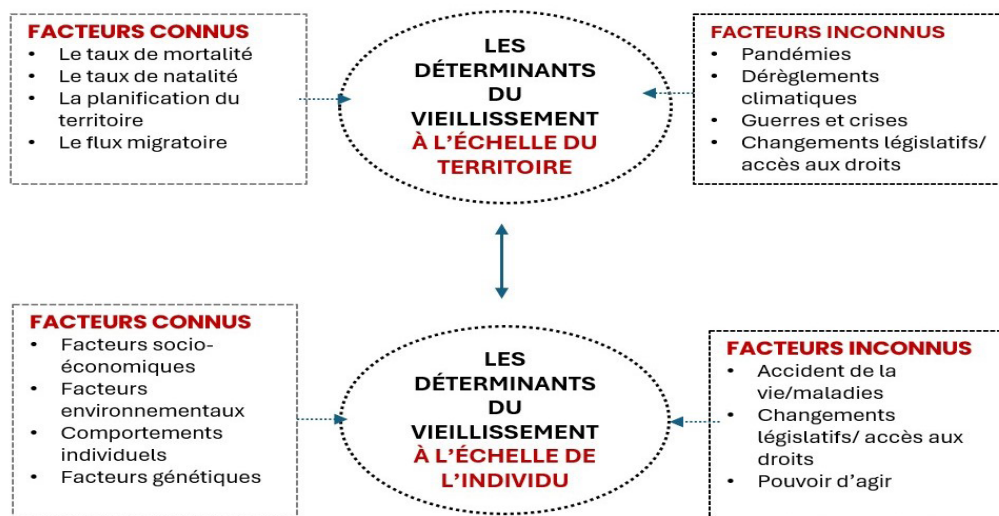 FACTEURS CONNUS
• Le taux de mortalité
• Le taux de natalité
• La planification du
territoire
• Le flux migratoire
LES
DÉTERMINANTS
DU
VIEILLISSEMENT
À L’ÉCHELLE DU
TERRITOIRE
FACTEURS INCONNUS
• Pandémies
• Dérèglements
climatiques
• Guerres et crises
• Changements législatifs/
accès aux droits
FACTEURS CONNUS
• Facteurs socio-
économiques
• Facteurs
environnementaux
• Comportements
individuels
• Facteurs génétiques
LES
DÉTERMINANTS
DU
VIEILLISSEMENT
À L’ÉCHELLE DE
L’INDIVIDU
FACTEURS INCONNUS
• Accident de la
vie/maladies
• Changements
législatifs/ accès aux
droits
• Pouvoir d’agir